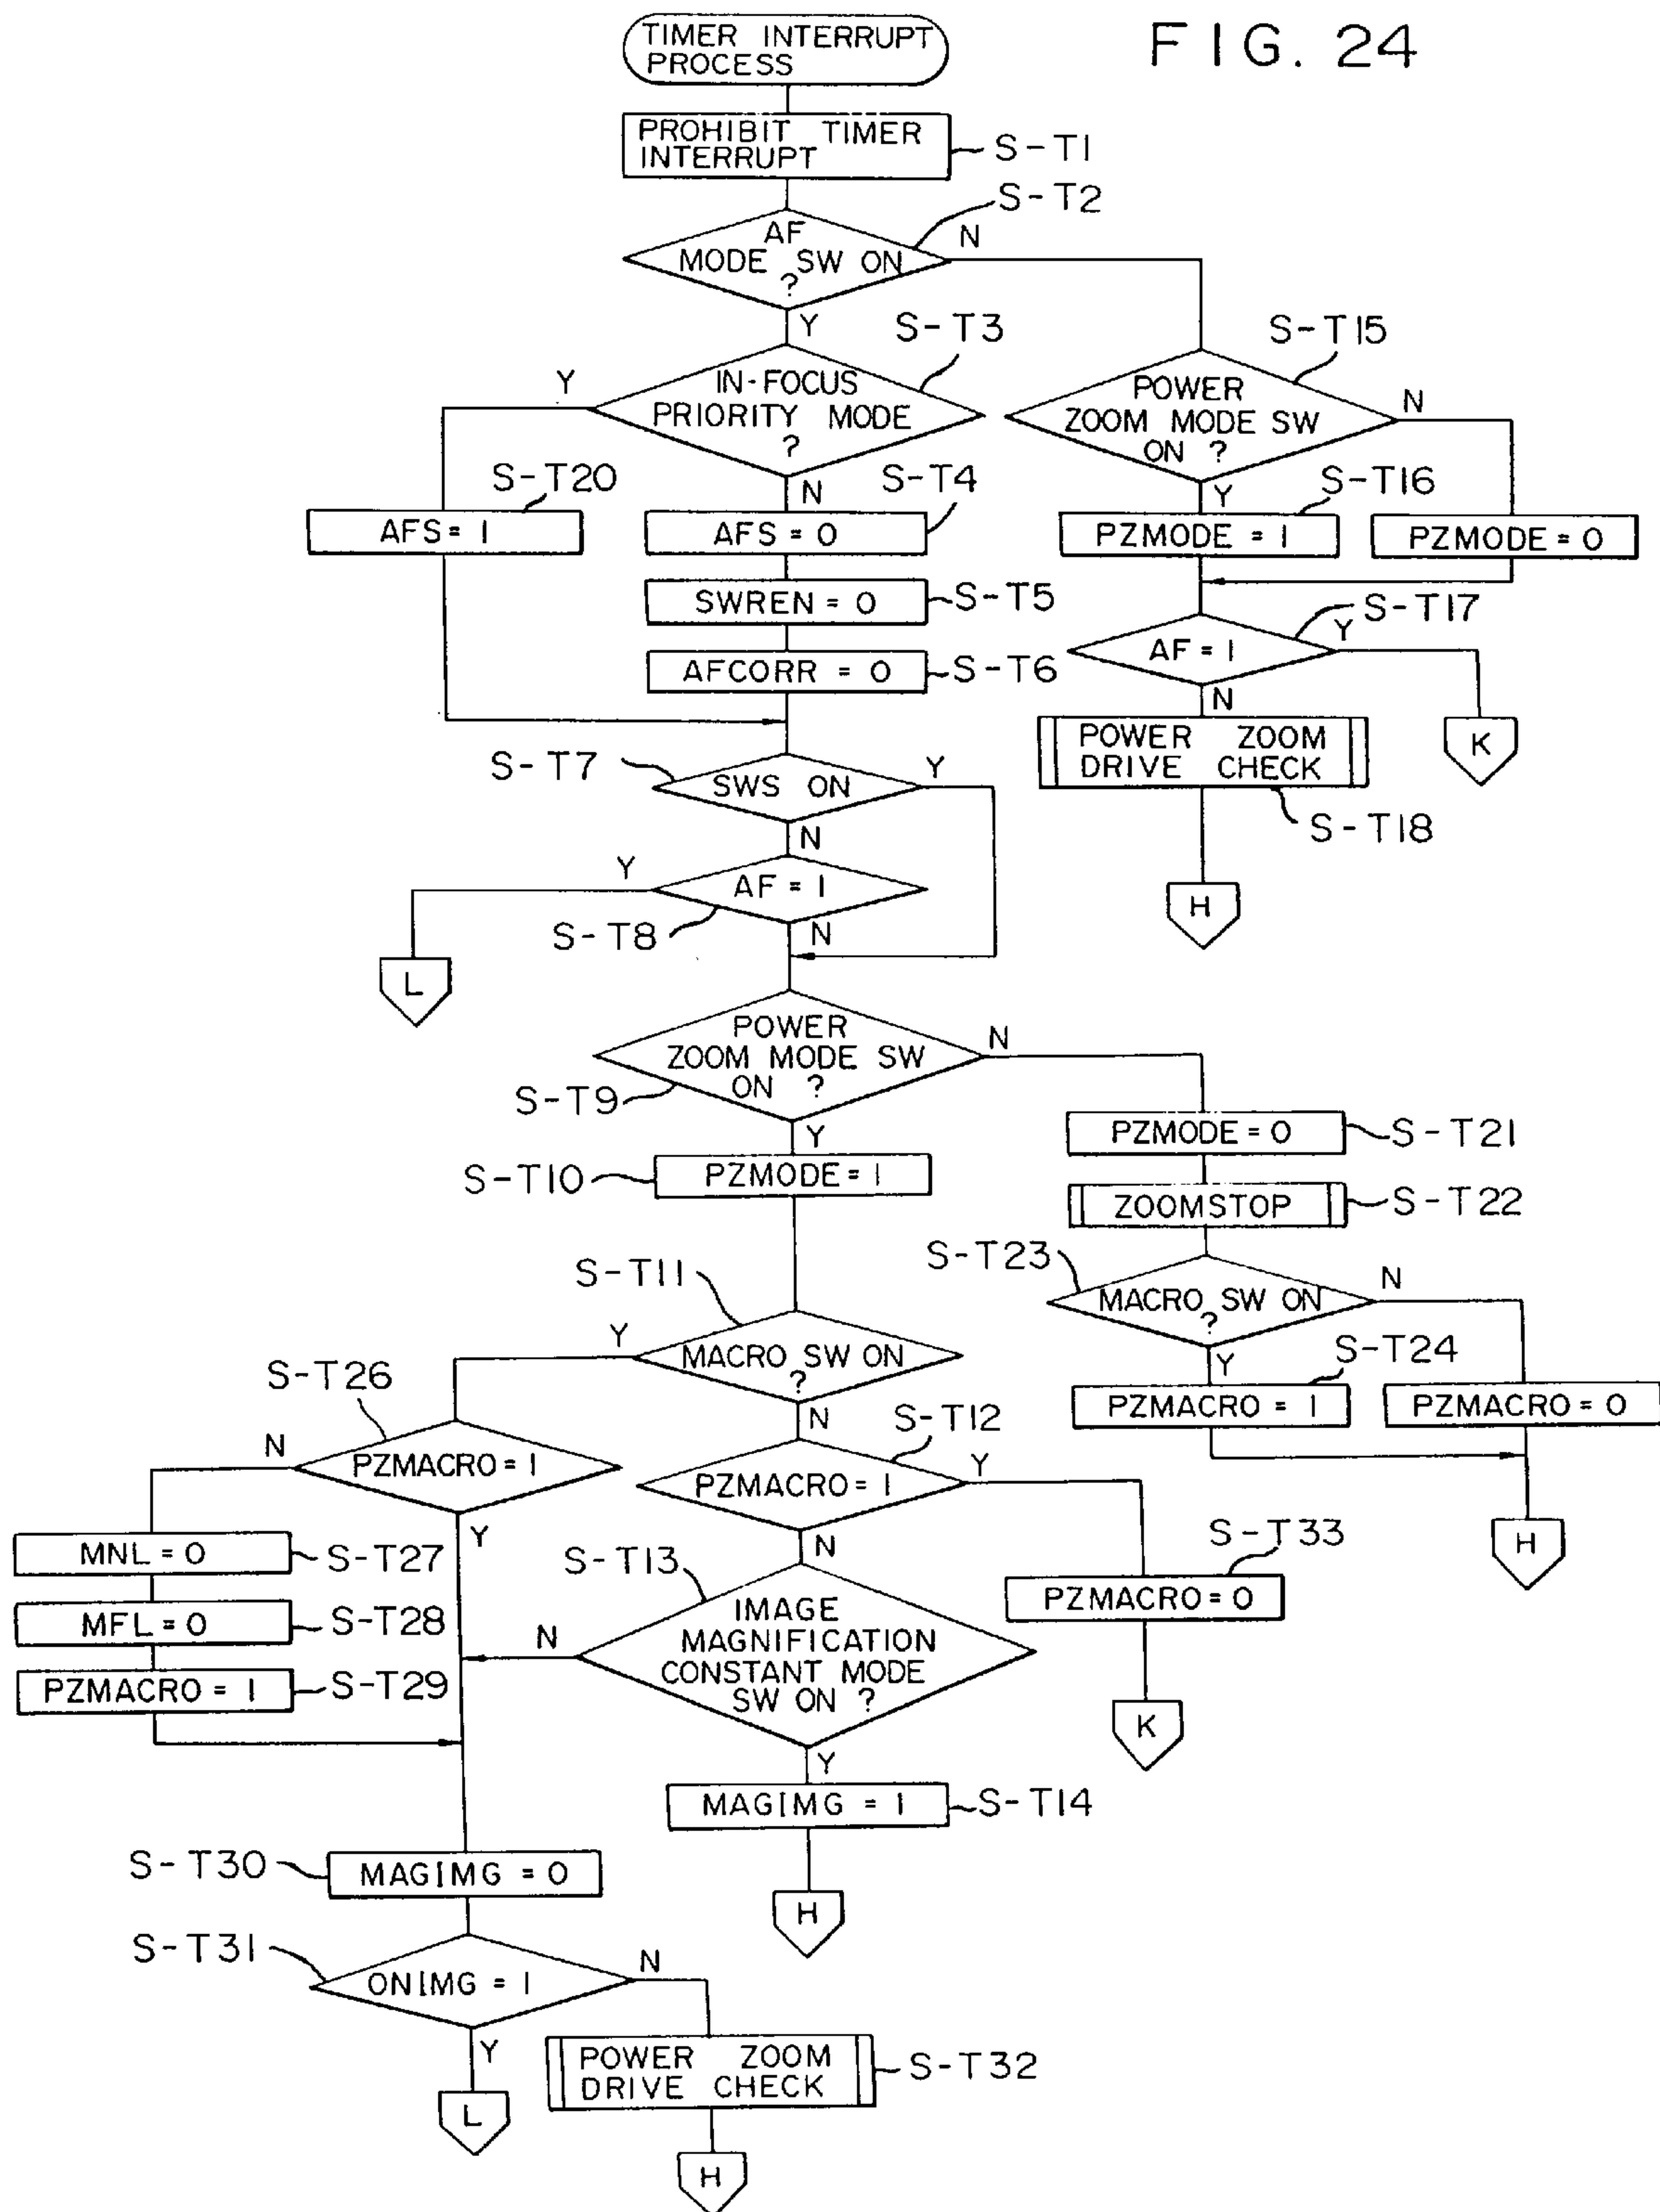 FIG. 24
TIMER INTERRUPT
PROCESS
PROHIBIT TIMER
INTERRUPT
S-T1
S-T2
AF
MODE SW ON
?
N
Y
S-T3
IN-FOCUS
PRIORITY MODE
?
Y
N
S-T15
POWER
ZOOM MODE SW
ON ?
N
Y
S-T20
AFS = 1
S-T4
AFS = 0
S-T16
PZMODE = 1
PZMODE = 0
SWREN = 0
S-T5
S-T17
AF = 1
Y
N
AFCORR = 0
S-T6
POWER ZOOM
DRIVE CHECK
K
S-T18
H
S-T7
SWS ON
Y
N
Y
AF = 1
S-T8
N
L
POWER
ZOOM MODE SW
ON ?
N
S-T9
Y
S-T10
PZMODE = 1
PZMODE = 0
S-T21
ZOOMSTOP
S-T22
S-T23
MACRO SW ON
?
N
Y
S-T24
PZMACRO = 1
PZMACRO = 0
H
S-T11
Y
MACRO SW ON
?
N
S-T26
N
PZMACRO = 1
Y
S-T12
PZMACRO = 1
Y
N
MNL = 0
S-T27
MFL = 0
S-T28
PZMACRO = 1
S-T29
S-T13
IMAGE
MAGNIFICATION
CONSTANT MODE
SW ON ?
N
Y
S-T33
PZMACRO = 0
K
MAGIMG = 1
S-T14
H
S-T30
MAGIMG = 0
S-T31
ONIMG = 1
N
Y
L
POWER ZOOM
DRIVE CHECK
S-T32
H